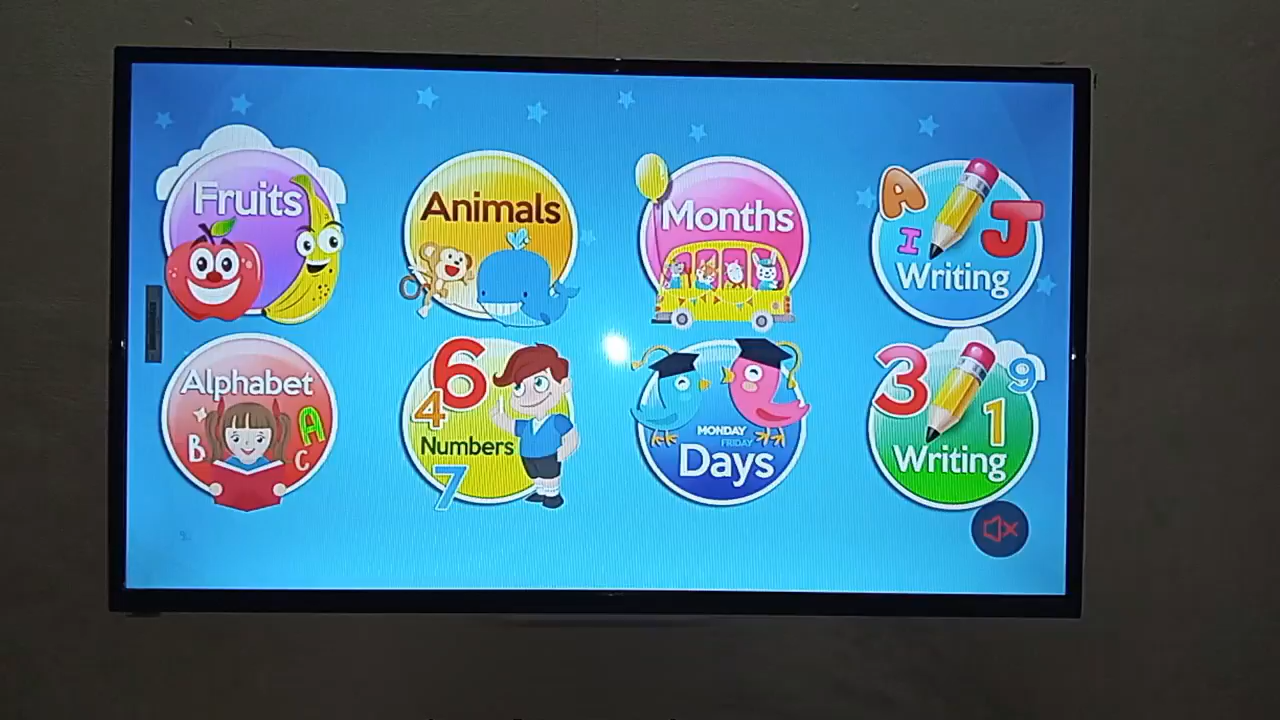 Fruits
Animals
Months
A
I
J
Writing
Alphabet
B
A
C
6
4
Numbers
7
MONDAY
FRIDAY
Days
3
9
1
Writing